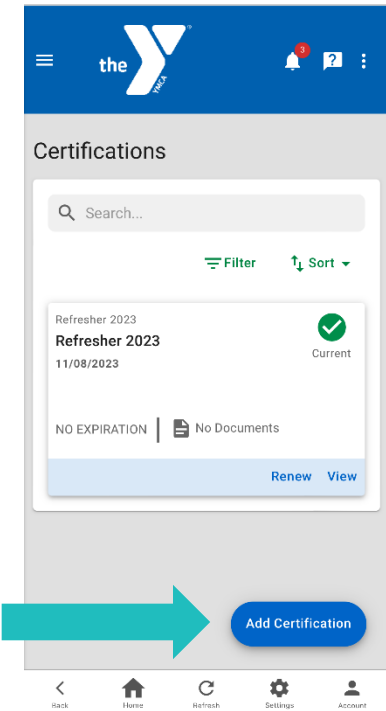 the
YMCA
3
?
Certifications
Search...
Filter
Sort
Refresher 2023
Refresher 2023
11/08/2023
Current
NO EXPIRATION
No Documents
Renew
View
Add Certification
Back
Home
Refresh
Settings
Account